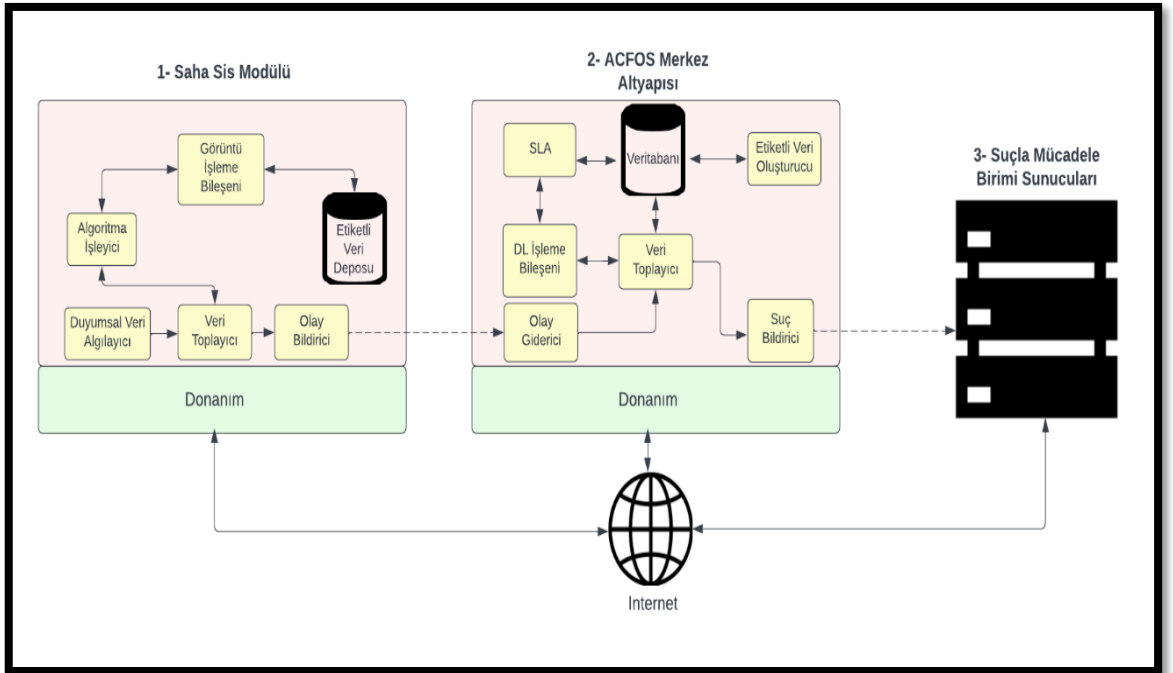 1- Saha Sis Modülü
Görüntü
İşleme
Bileşeni
Algoritma
İşleyici
Etiketli
Veri
Deposu
Duyumsal Veri
Algılayıcı
Veri
Toplayıcı
Olay
Bildirici
Donanım
2- ACFOS Merkez
Altyapısı
SLA
Veritabanı
Etiketli Veri
Oluşturucu
DL İşleme
Bileşeni
Veri
Toplayıcı
Olay
Giderici
Suç
Bildirici
Donanım
3- Suçla Mücadele
Birimi Sunucuları
Internet